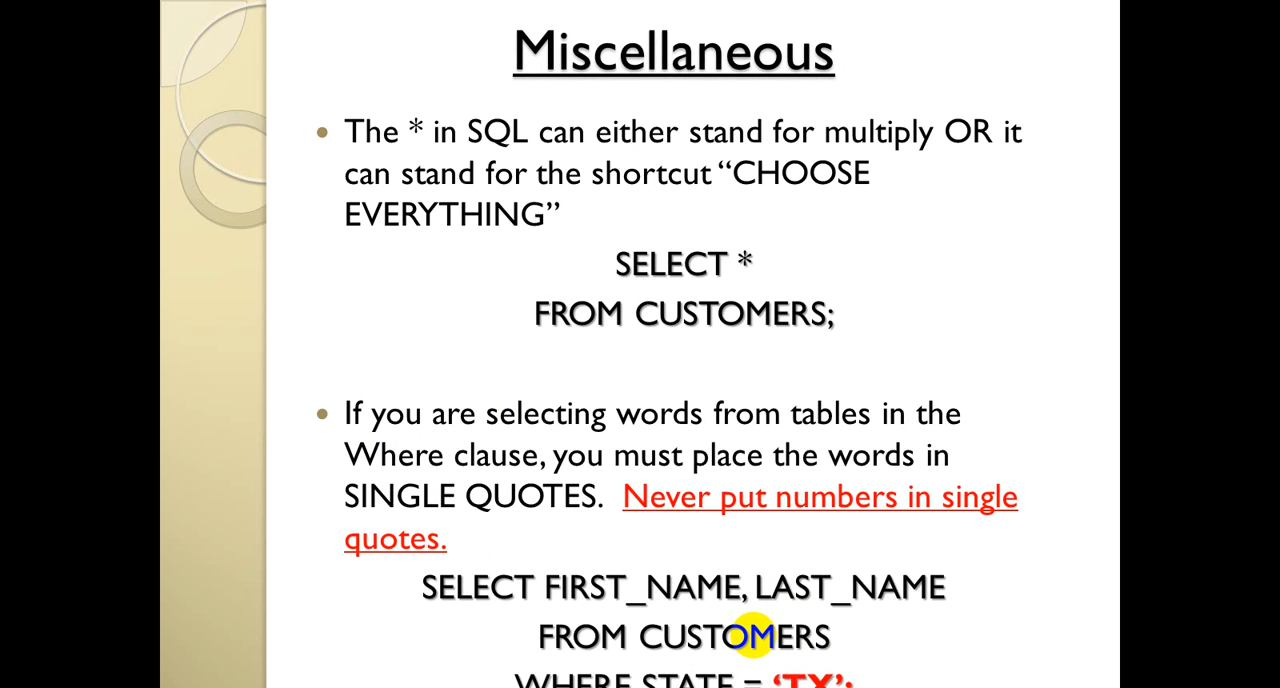 Miscellaneous
• The * in SQL can either stand for multiply OR it
can stand for the shortcut “CHOOSE
EVERYTHING”
SELECT *
FROM CUSTOMERS;
• If you are selecting words from tables in the
Where clause, you must place the words in
SINGLE QUOTES. Never put numbers in single
quotes.
SELECT FIRST_NAME, LAST_NAME
FROM CUSTOMERS
WHERE STATE = ‘TX’;